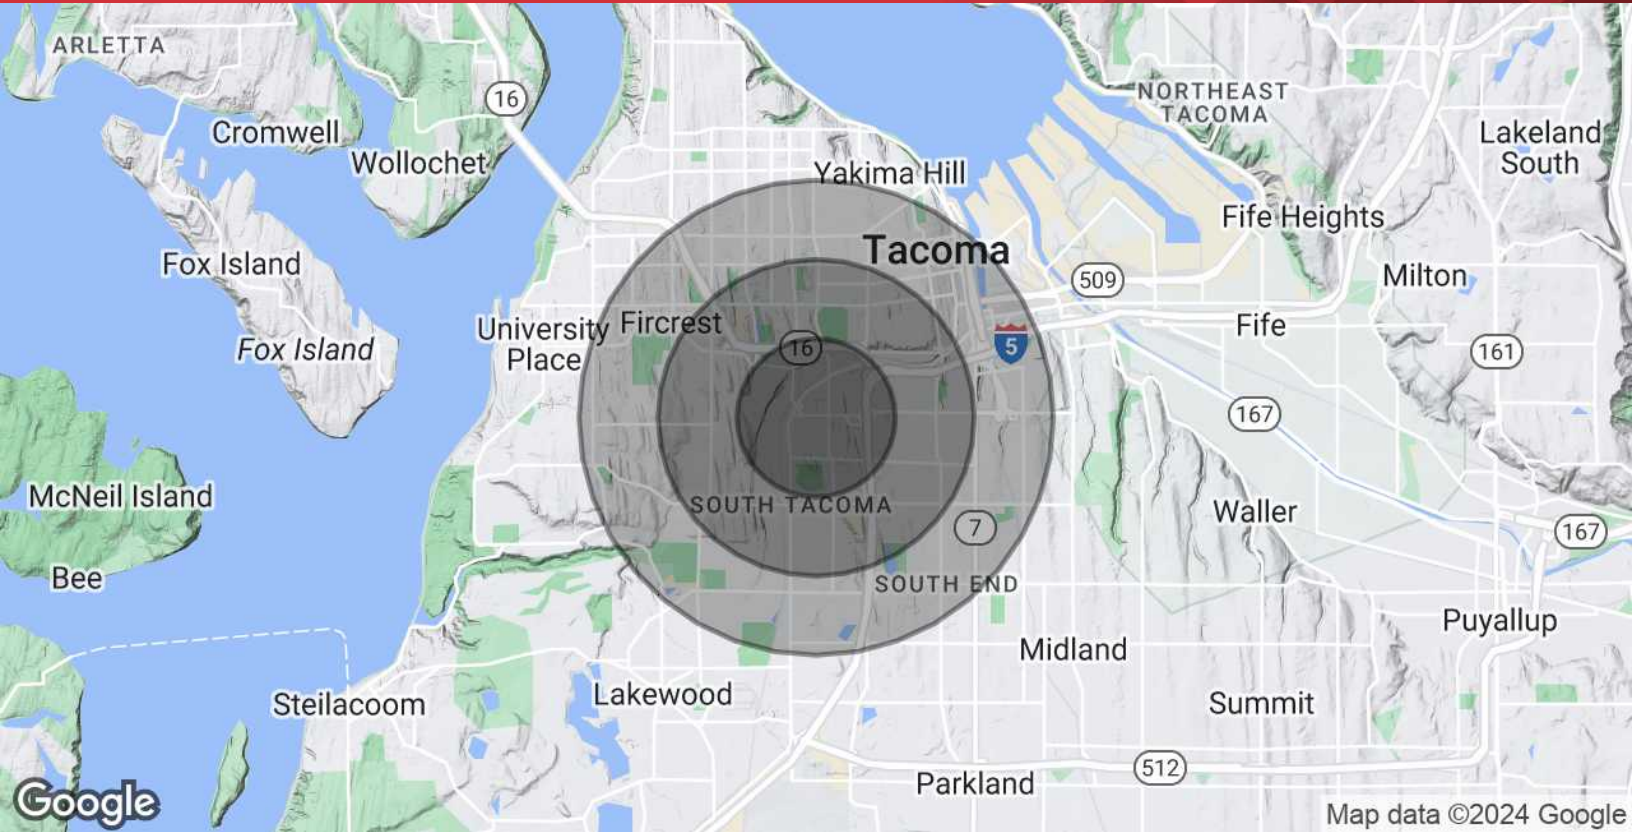 ARLETTA
16
NORTHEAST
TACOMA
Cromwell
Wollochet
Lakeland
South
Yakima Hill
Fife Heights
Tacoma
Fox Island
509
Milton
University
Place
Fircrest
Fife
Fox Island
16
5
161
167
McNeil Island
SOUTH TACOMA
Waller
7
167
Bee
SOUTH END
Puyallup
Midland
Steilacoom
Lakewood
Summit
512
Parkland
Google
Map data ©2024 Google